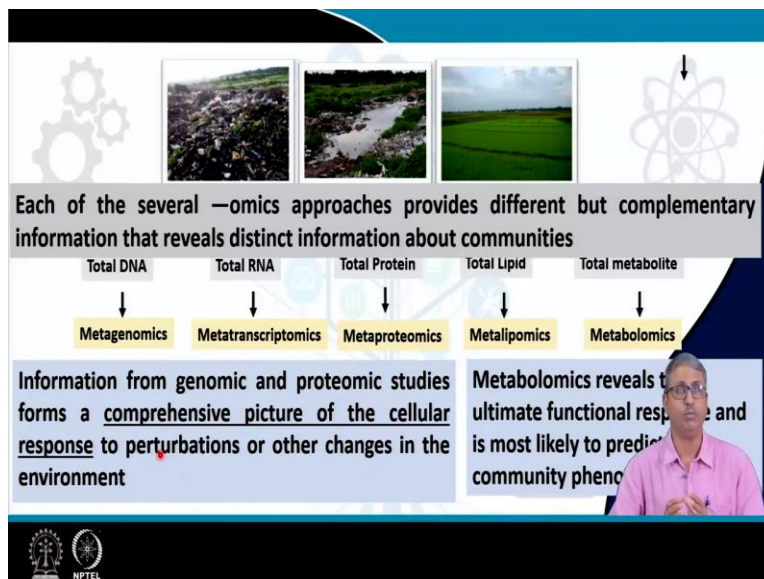 Each of the several —omics approaches provides different but complementary
information that reveals distinct information about communities
Total DNA Total RNA Total Protein Total Lipid Total metabolite
Metagenomics Metatranscriptomics Metaproteomics Metalipomics Metabolomics
Information from genomic and proteomic studies
forms a comprehensive picture of the cellular
response to perturbations or other changes in the
environment
Metabolomics reveals
ultimate functional and
is most likely to predict
community
NPTEL